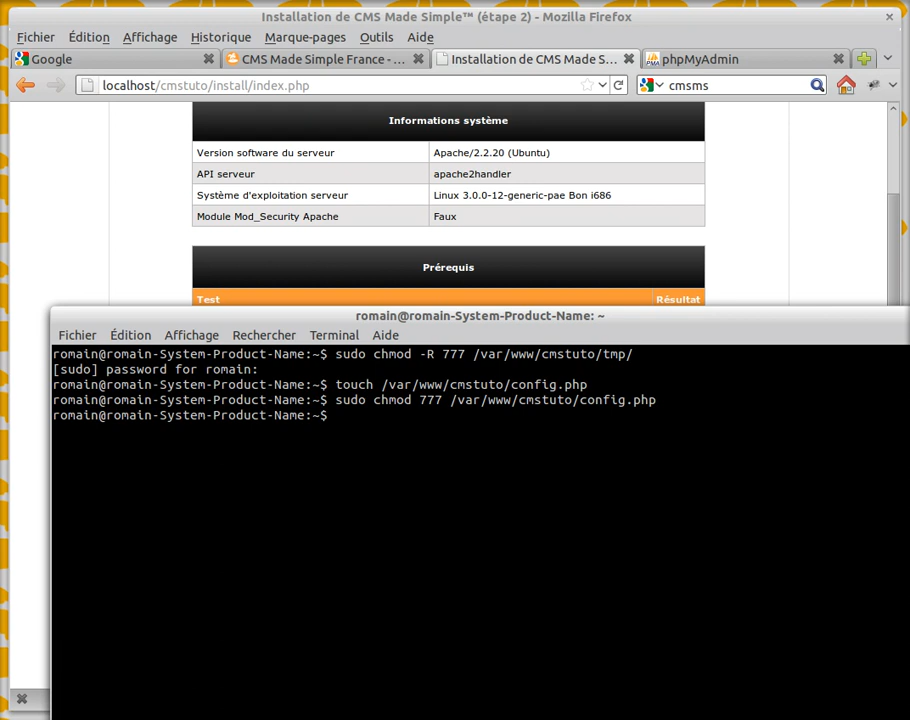 Installation de CMS Made Simple™ (étape 2) - Mozilla Firefox
Fichier Édition Affichage Historique Marque-pages Outils Aide
Google CMS Made Simple France - ... Installation de CMS Made S... phpMyAdmin
localhost/cmstuto/install/index.php cmsms
Informations système
Version software du serveur Apache/2.2.20 (Ubuntu)
API serveur apache2handler
Système d'exploitation serveur Linux 3.0.0-12-generic-pae Bon i686
Module Mod_Security Apache Faux
Prérequis
Test Résultat
romain@romain-System-Product-Name: ~
Fichier Édition Affichage Rechercher Terminal Aide
romain@romain-System-Product-Name:~$ sudo chmod -R 777 /var/www/cmstuto/tmp/
[sudo] password for romain:
romain@romain-System-Product-Name:~$ touch /var/www/cmstuto/config.php
romain@romain-System-Product-Name:~$ sudo chmod 777 /var/www/cmstuto/config.php
romain@romain-System-Product-Name:~$